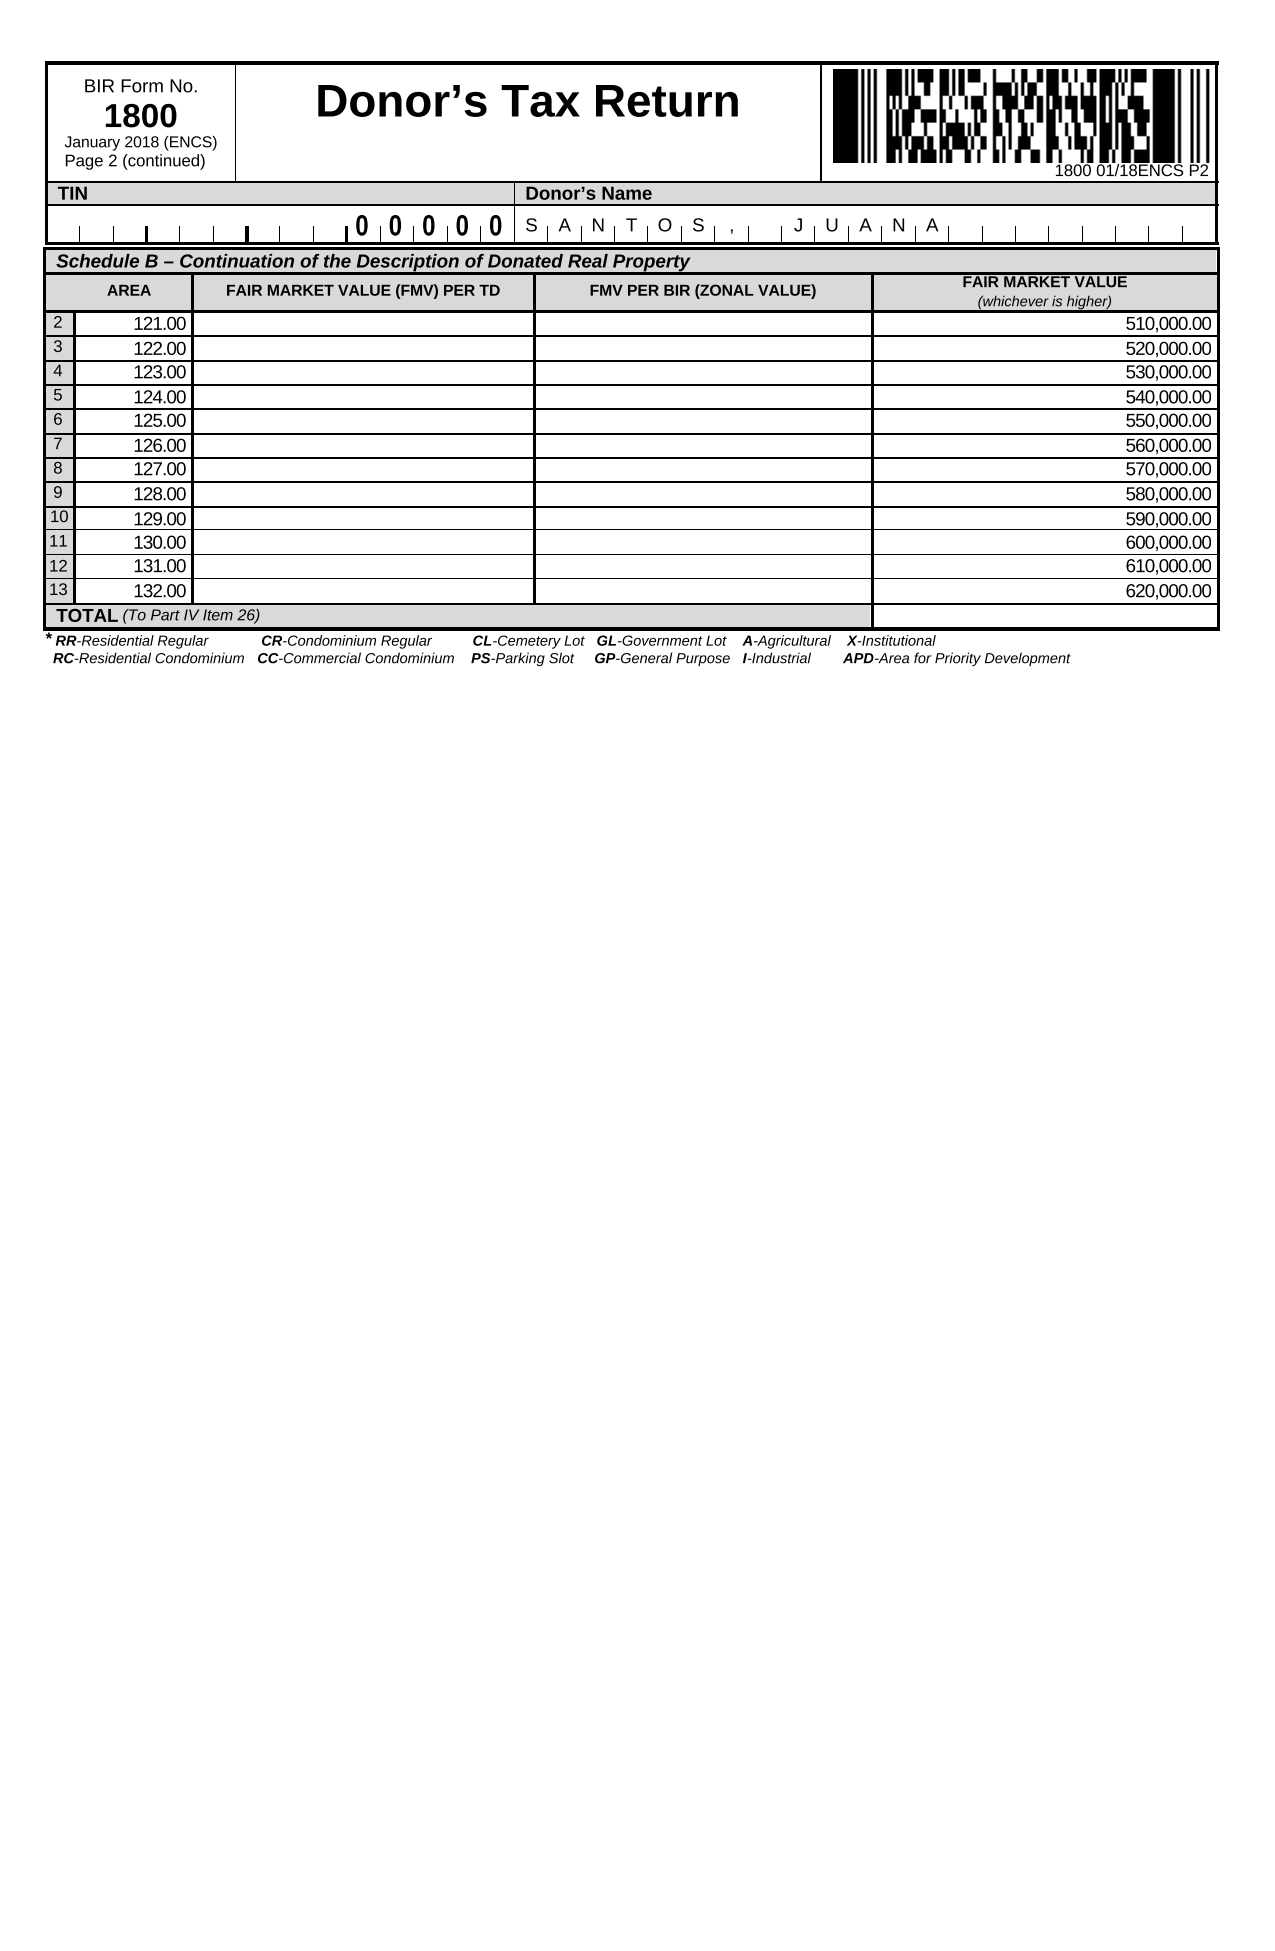 BIR Form No.
1800
January 2018 (ENCS)
Page 2 (continued)
Donor’s Tax Return
1800 01/18ENCS P2
TIN Donor’s Name
0 0 0 0 0 S A N T O S , J U A N A
Schedule B – Continuation of the Description of Donated Real Property
AREA FAIR MARKET VALUE (FMV) PER TD FMV PER BIR (ZONAL VALUE) FAIR MARKET VALUE
(whichever is higher)
2 121.00 510,000.00
3 122.00 520,000.00
4 123.00 530,000.00
5 124.00 540,000.00
6 125.00 550,000.00
7 126.00 560,000.00
8 127.00 570,000.00
9 128.00 580,000.00
10 129.00 590,000.00
11 130.00 600,000.00
12 131.00 610,000.00
13 132.00 620,000.00
TOTAL (To Part IV Item 26)
* RR-Residential Regular CR-Condominium Regular CL-Cemetery Lot GL-Government Lot A-Agricultural X-Institutional
RC-Residential Condominium CC-Commercial Condominium PS-Parking Slot GP-General Purpose I-Industrial APD-Area for Priority Development